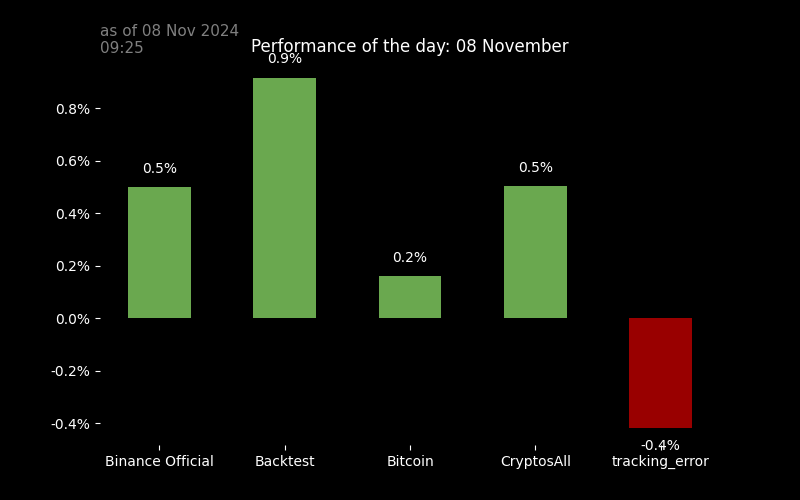 as of 08 Nov 2024
09:25
Performance of the day: 08 November
0.9%
0.8%
0.5%
0.5%
0.6%
0.4%
0.2%
0.2%
0.0%
-0.2%
-0.4%
-0.4%
Binance Official
Backtest
Bitcoin
CryptosAll
tracking_error